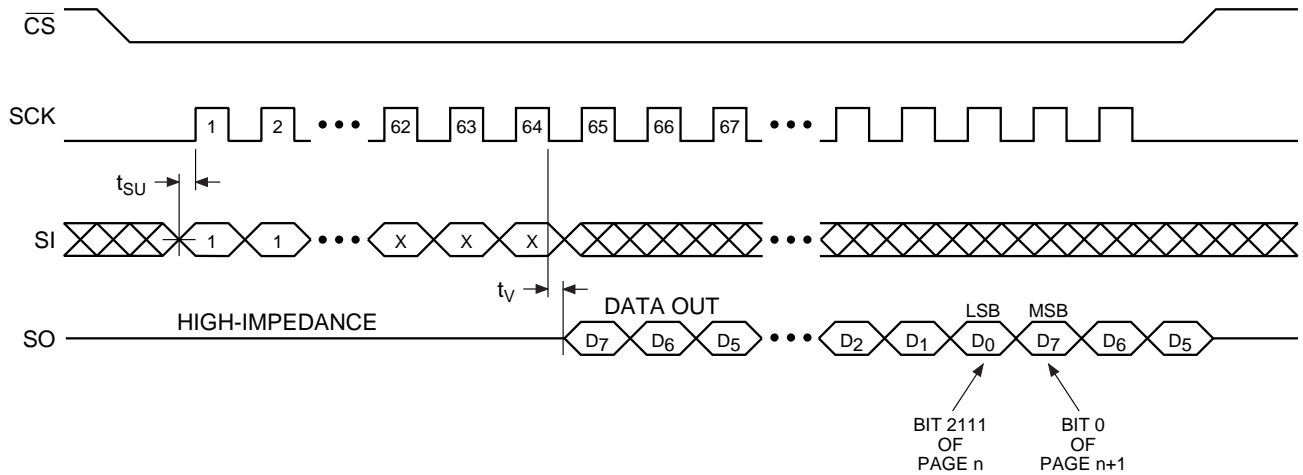 CS
SCK
1 2 ••• 62 63 64 65 66 67 •••
tSU
SI
1 1 ••• X X X •••
tV
DATA OUT
HIGH-IMPEDANCE
LSB MSB
SO
D7 D6 D5 ••• D2 D1 D0 D7 D6 D5
BIT 2111
OF
PAGE n
BIT 0
OF
PAGE n+1